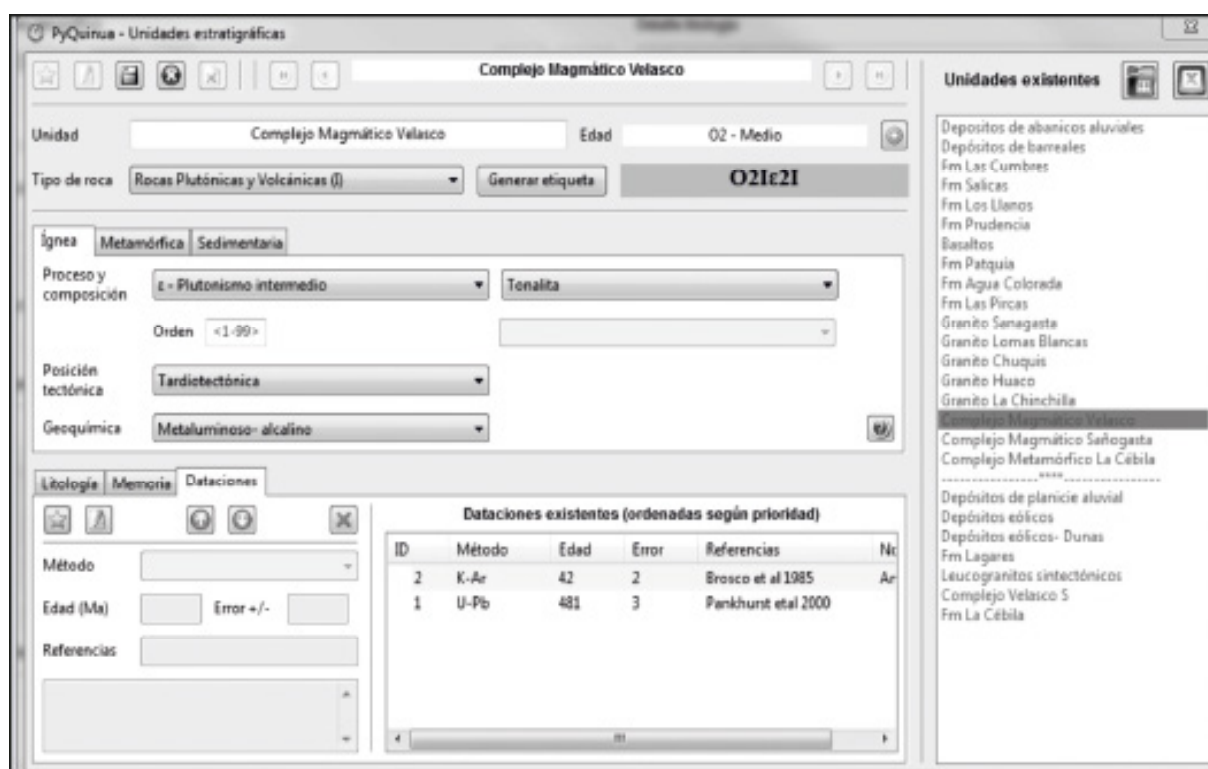 PyQuinua - Unidades estratigráficas
Complejo Magmático Velasco
Unidad Complejo Magmático Velasco Edad O2 - Medio
Tipo de roca Rocas Plutónicas y Volcánicas (I) Generar etiqueta O2Iε2I
Ígnea Metamórfica Sedimentaria
Proceso y
composición
ε - Plutonismo intermedio Tonalita
Orden <1-99>
Posición
tectónica
Tarditectónica
Geoquímica Metaluminoso- alcalino
Litología Memoria Dataciones
Método
Edad (Ma) Error +/-
Referencias
Dataciones existentes (ordenadas según prioridad)
ID Método Edad Error Referencias Nc
2 K-Ar 42 2 Brosco et al 1985 Ar
1 U-Pb 481 3 Pankhurst etal 2000
Unidades existentes
Depositos de abanicos aluviales
Depósitos de barreales
Fm Las Cumbres
Fm Salicas
Fm Los Llanos
Fm Prudencia
Basaltos
Fm Patquia
Fm Agua Colorada
Fm Las Pircas
Granito Sanagasta
Granito Lomas Blancas
Granito Chuquis
Granito Huaco
Granito La Chinchilla
Complejo Magmático Velasco
Complejo Magmático Sañogasta
Complejo Metamórfico La Cébila
--------------------****--------------------
Depósitos de planicie aluvial
Depósitos eólicos
Depósitos eólicos- Dunas
Fm Lagares
Leucogranitos sintectónicos
Complejo Velasco S
Fm La Cébila